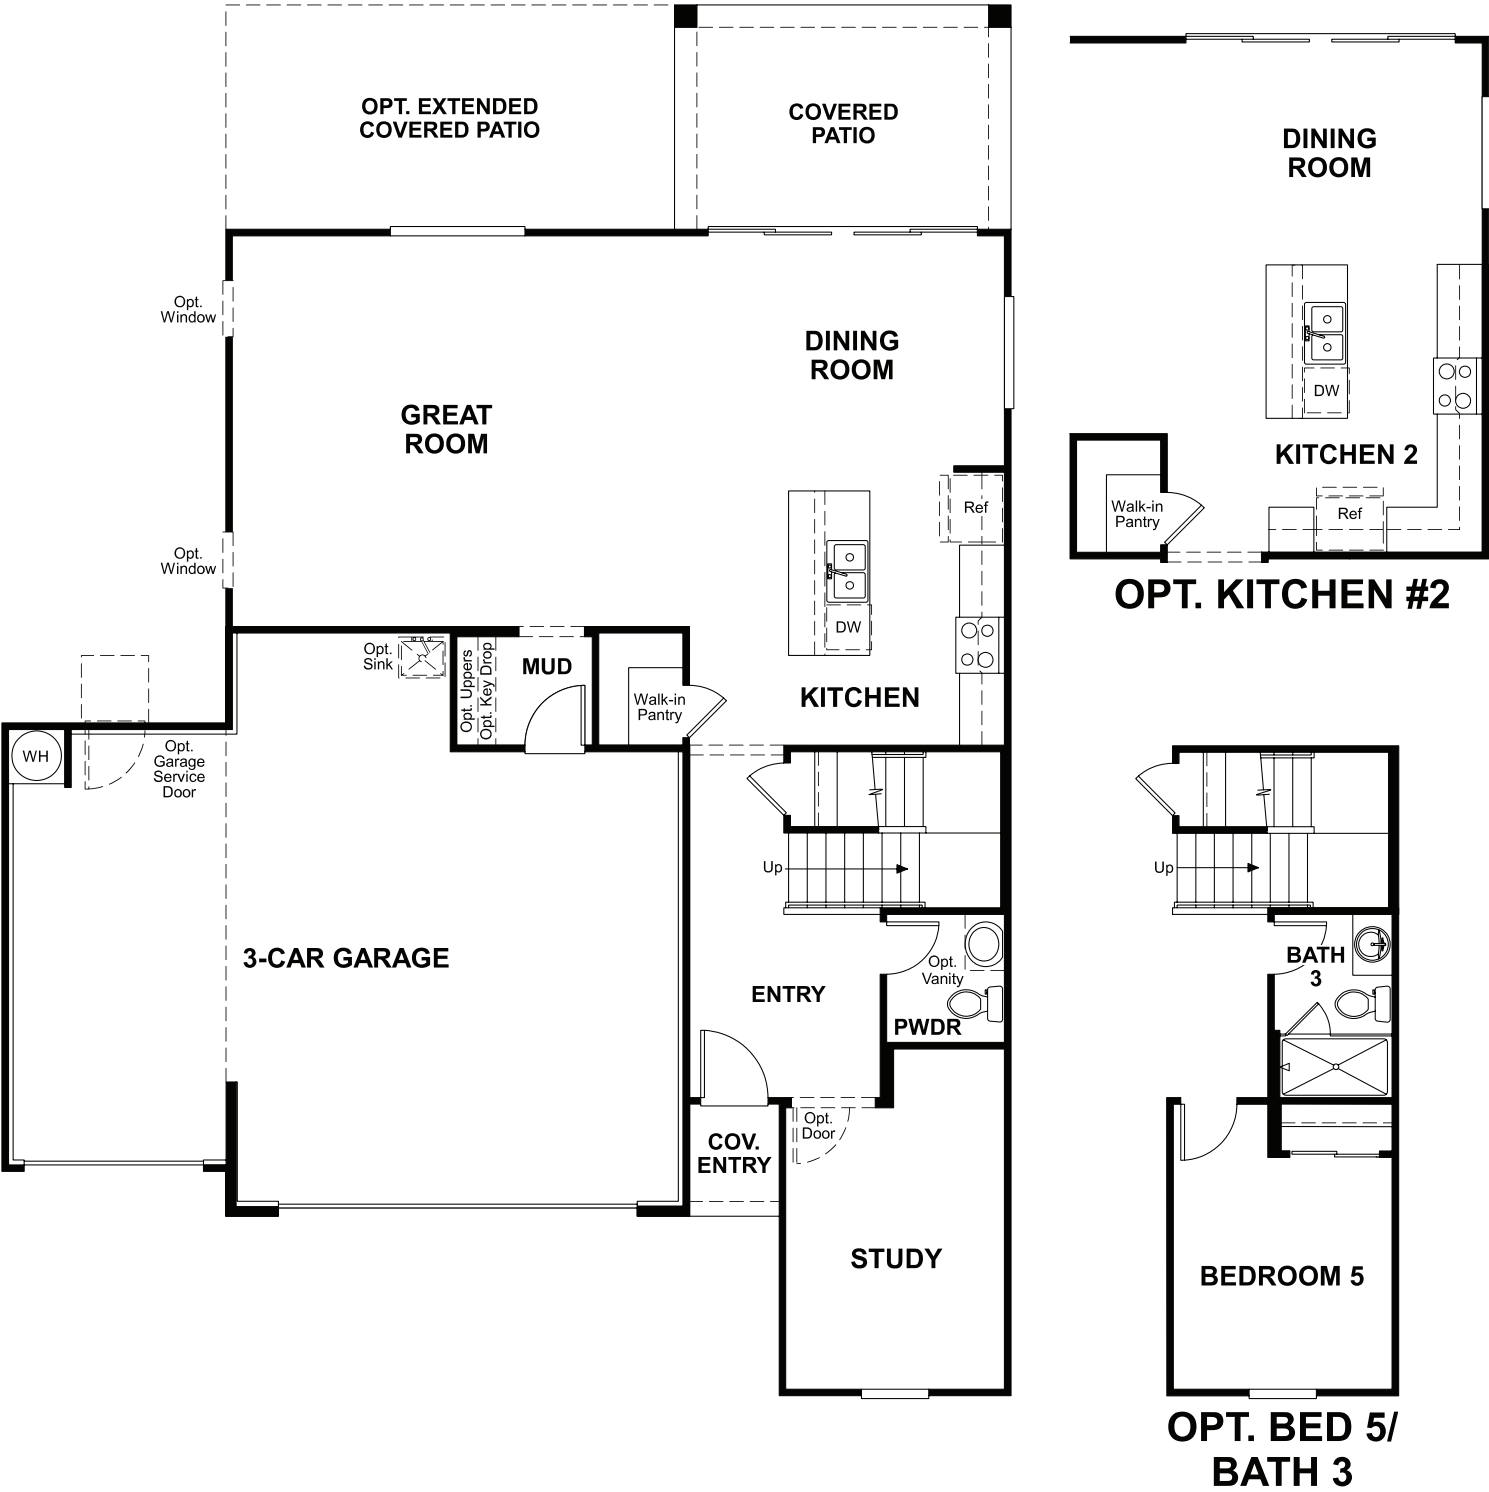 OPT. EXTENDED
COVERED PATIO
COVERED
PATIO
Opt.
Window
DINING
ROOM
GREAT
ROOM
Opt.
Window
Ref
DW
KITCHEN
Opt.
Sink
Opt. Uppers
Opt. Key Drop
MUD
Walk-in
Pantry
WH
Opt.
Garage
Service
Door
Up
3-CAR GARAGE
ENTRY
Opt.
Vanity
PWDR
Opt.
Door
COV.
ENTRY
STUDY
DINING
ROOM
DW
KITCHEN 2
Walk-in
Pantry
Ref
OPT. KITCHEN #2
Up
BATH
3
BEDROOM 5
OPT. BED 5/
BATH 3